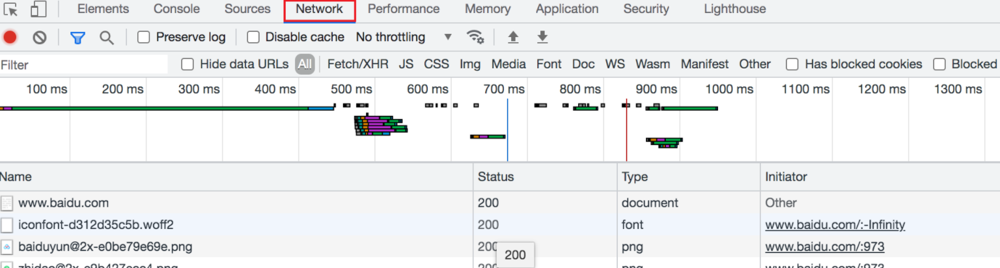 Elements Console Sources Network Performance Memory Application Security Lighthouse
Preserve log Disable cache No throttling
Filter Hide data URLs All Fetch/XHR JS CSS Img Media Font Doc WS Wasm Manifest Other Has blocked cookies Blocked
100 ms 200 ms 300 ms 400 ms 500 ms 600 ms 700 ms 800 ms 900 ms 1000 ms 1100 ms 1200 ms 1300 ms
Name Status Type Initiator
www.baidu.com 200 document Other
iconfont-d312d35c5b.woff2 200 font www.baidu.com/:-Infinity
baiduyun@2x-e0be79e69e.png 200 png www.baidu.com/:973
200